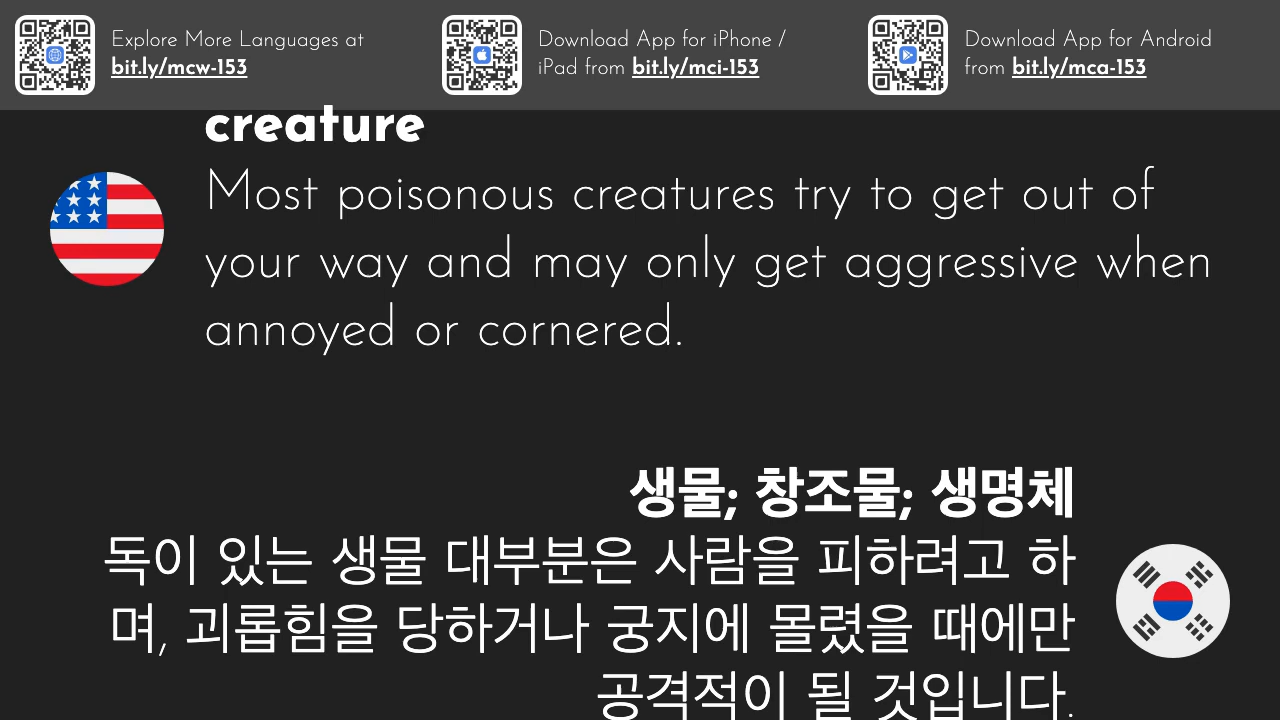 Explore More Languages at
bit.ly/mcw-153
Download App for iPhone /
iPad from bit.ly/mci-153
Download App for Android
from bit.ly/mca-153
creature
Most poisonous creatures try to get out of
your way and may only get aggressive when
annoyed or cornered.
생물; 창조물; 생명체
독이 있는 생물 대부분은 사람을 피하려고 하
며, 괴롭힘을 당하거나 궁지에 몰렸을 때에만
공격적이 될 것입니다.